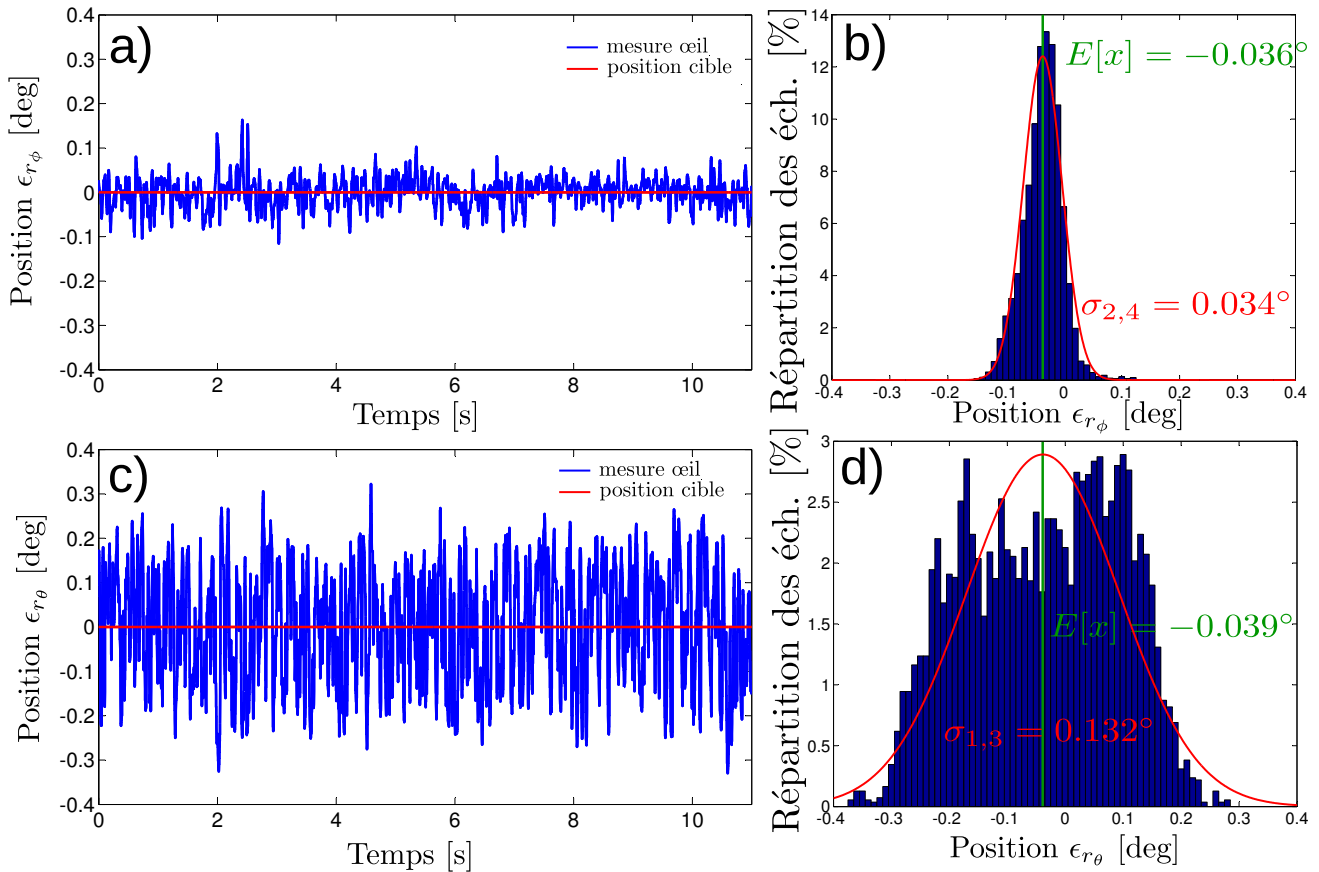 a)
mesure œil
position cible
Position ϵ_{r_ϕ} [deg]
0.4
0.3
0.2
0.1
0
-0.1
-0.2
-0.3
-0.4
0 2 4 6 8 10
Temps [s]
b)
E[x] = −0.036°
σ_{2,4} = 0.034°
Répartition des éch. [%]
14
12
10
8
6
4
2
0
-0.4 -0.3 -0.2 -0.1 0 0.1 0.2 0.3 0.4
Position ϵ_{r_ϕ} [deg]
c)
mesure œil
position cible
Position ϵ_{r_θ} [deg]
0.4
0.3
0.2
0.1
0
-0.1
-0.2
-0.3
-0.4
0 2 4 6 8 10
Temps [s]
d)
E[x] = −0.039°
σ_{1,3} = 0.132°
Répartition des éch. [%]
3
2.5
2
1.5
1
0.5
0
-0.4 -0.3 -0.2 -0.1 0 0.1 0.2 0.3 0.4
Position ϵ_{r_θ} [deg]